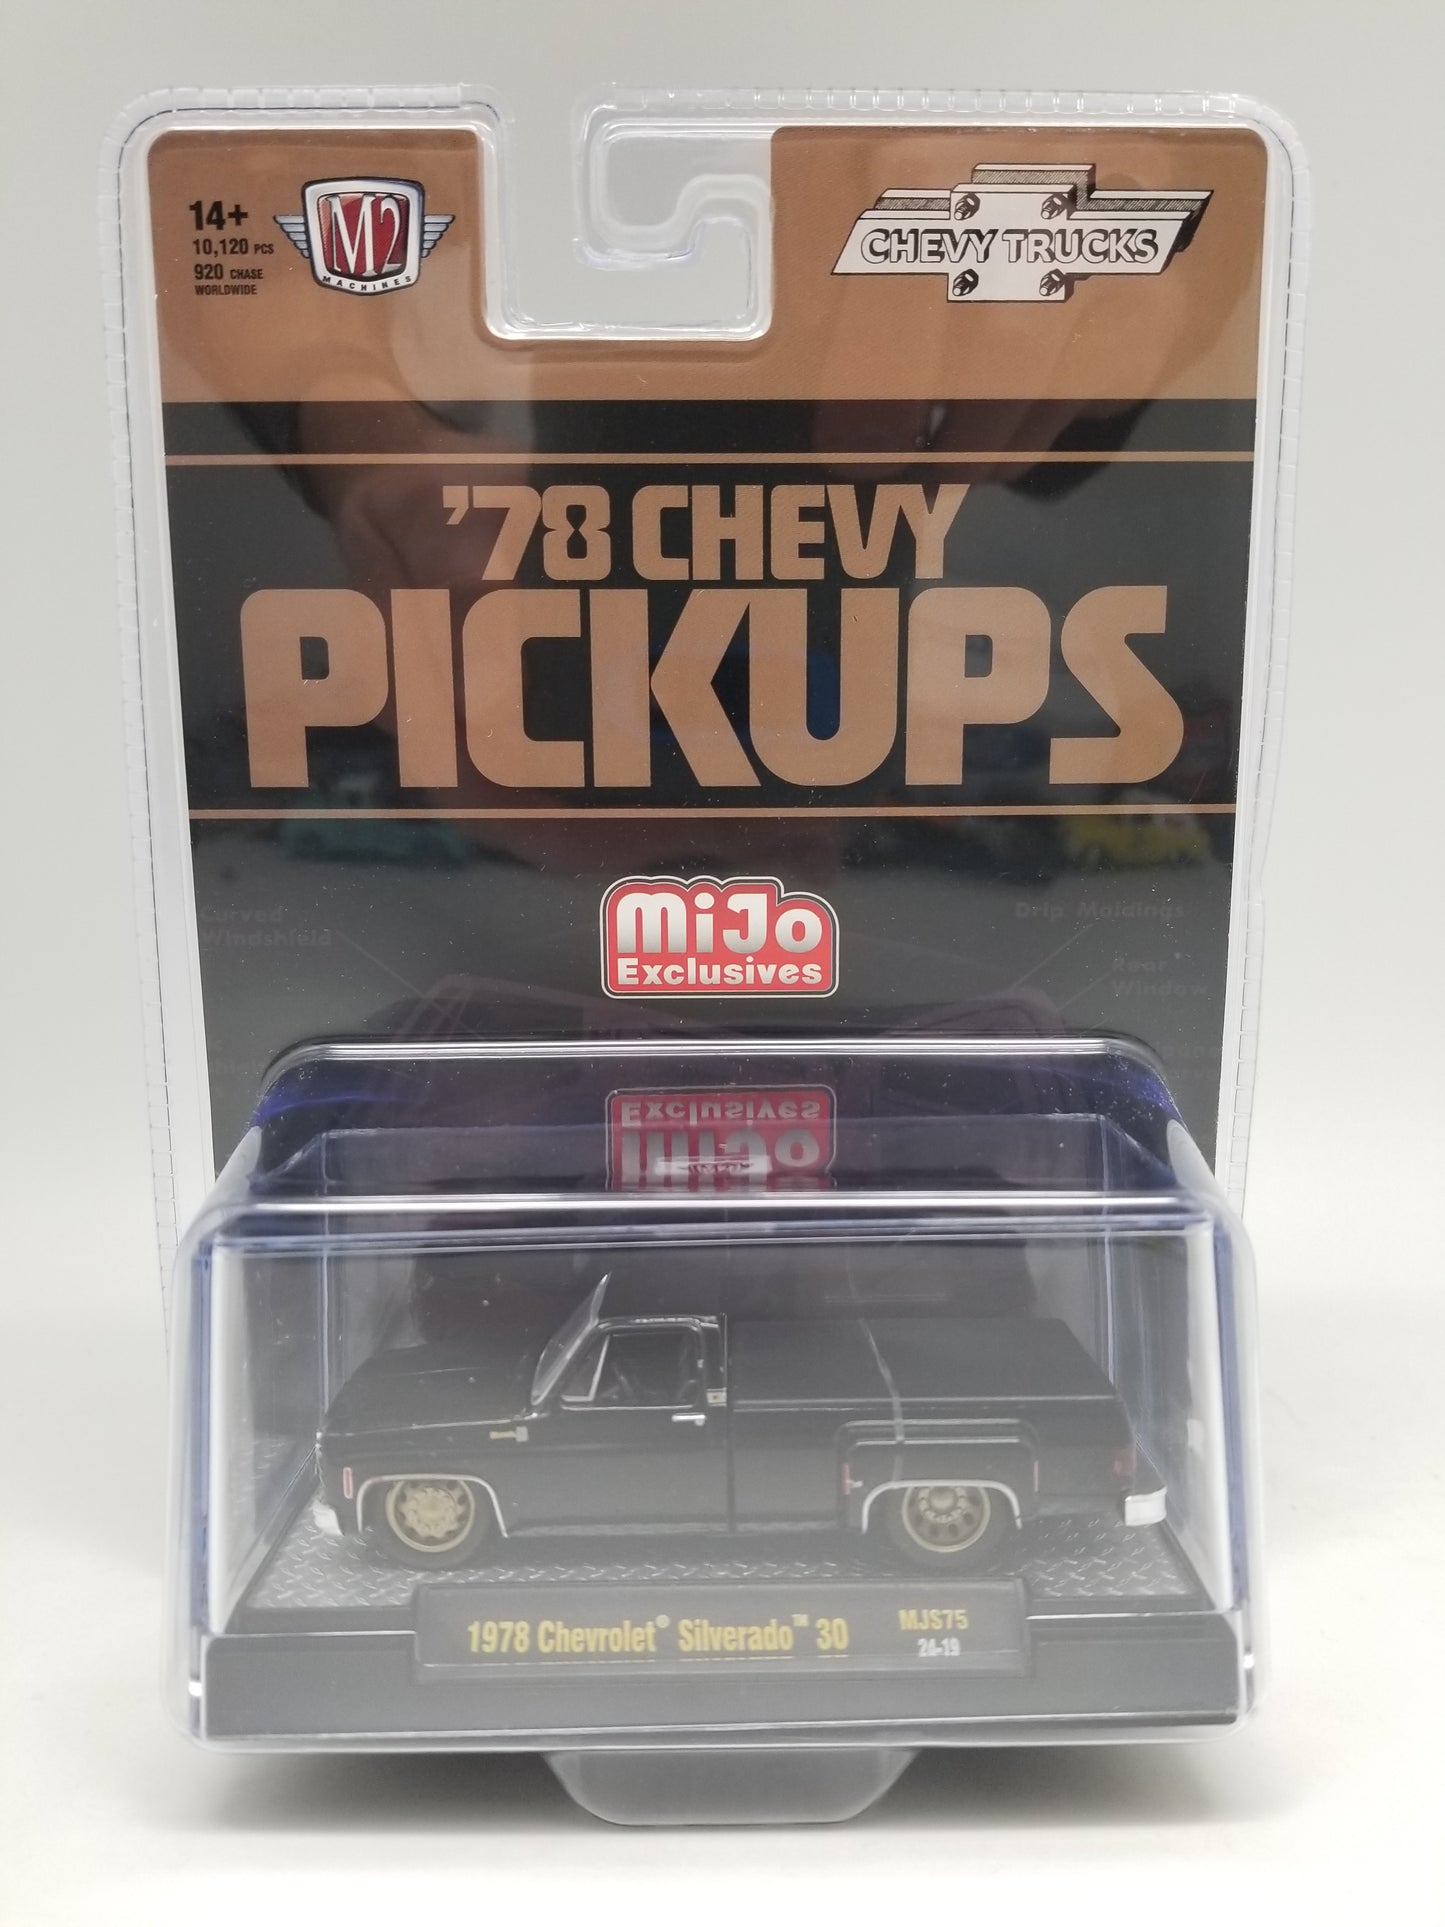 14+
10,120 PCS
920 CHASE
WORLDWIDE
M2
MACHINES
CHEVY TRUCKS
'78 CHEVY
PICKUPS
MiJo
Exclusives
Curved
Windshield
Drip Moldings
Rear
Window
1978 Chevrolet® Silverado™ 30
MJS75
24-19